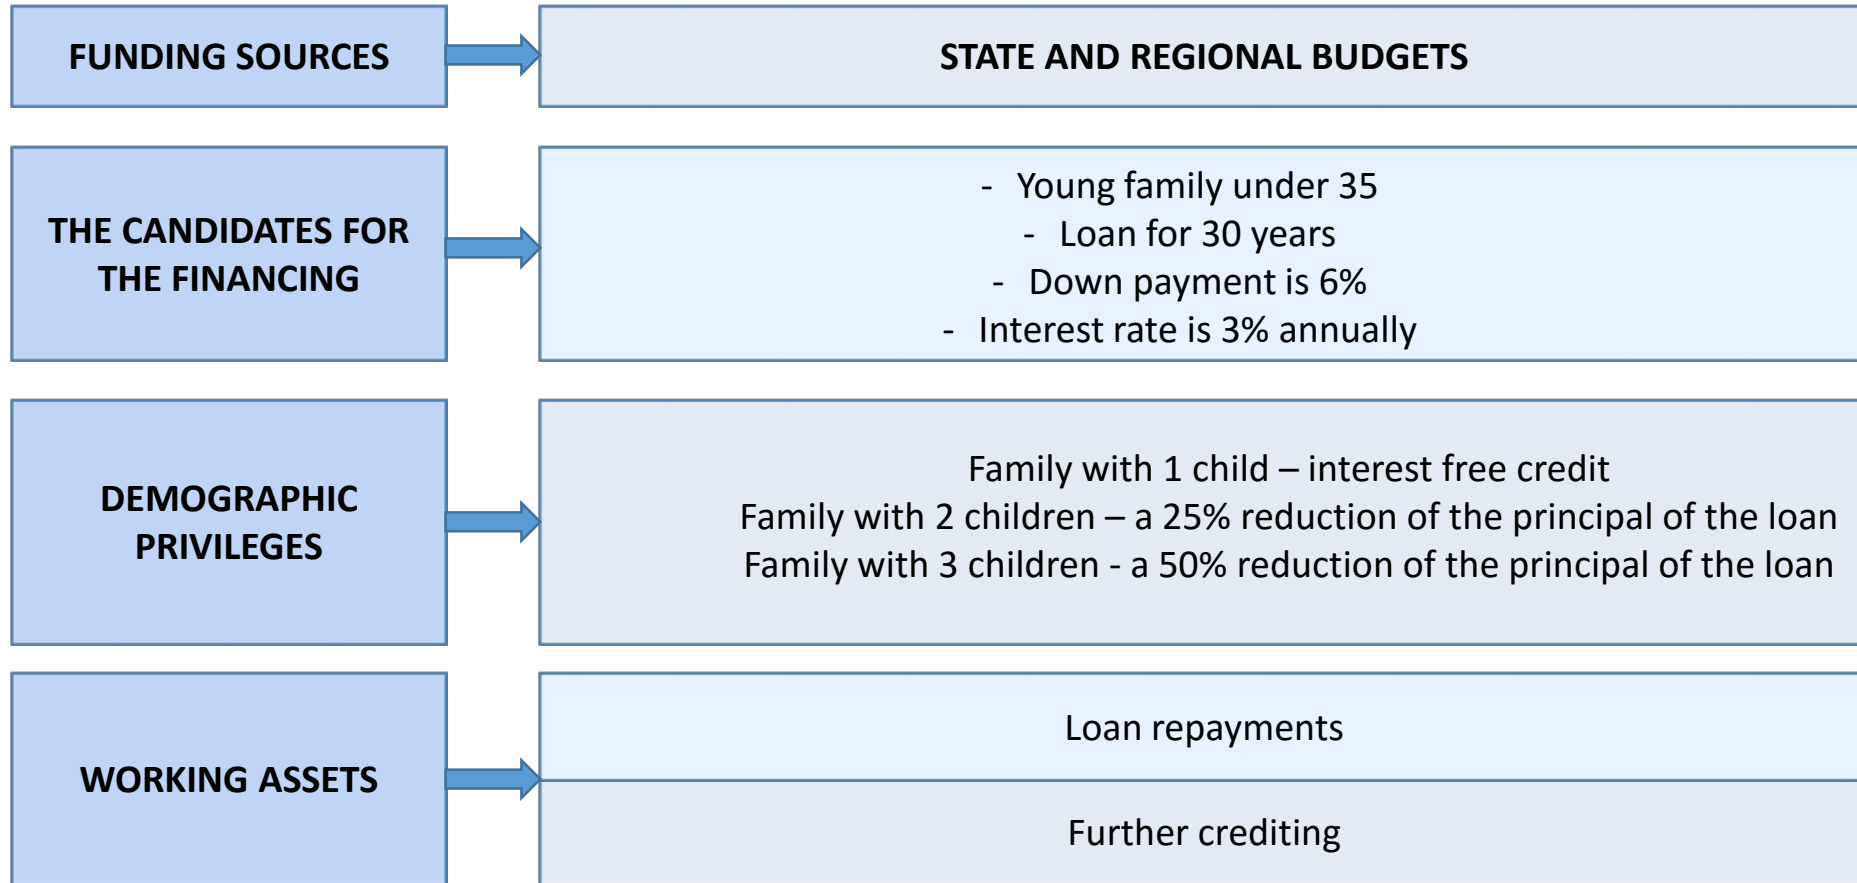 FUNDING SOURCES
STATE AND REGIONAL BUDGETS
THE CANDIDATES FOR
THE FINANCING
- Young family under 35
- Loan for 30 years
- Down payment is 6%
- Interest rate is 3% annually
DEMOGRAPHIC
PRIVILEGES
Family with 1 child – interest free credit
Family with 2 children – a 25% reduction of the principal of the loan
Family with 3 children - a 50% reduction of the principal of the loan
WORKING ASSETS
Loan repayments
Further crediting